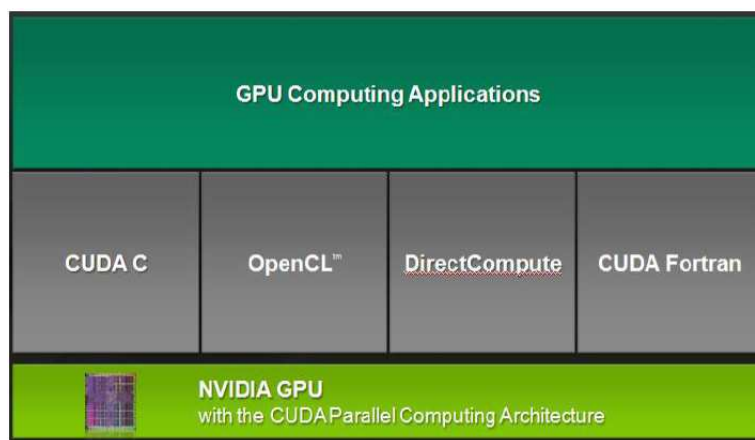 GPU Computing Applications
CUDA C
OpenCL™
DirectCompute
CUDA Fortran
NVIDIA GPU
with the CUDA Parallel Computing Architecture